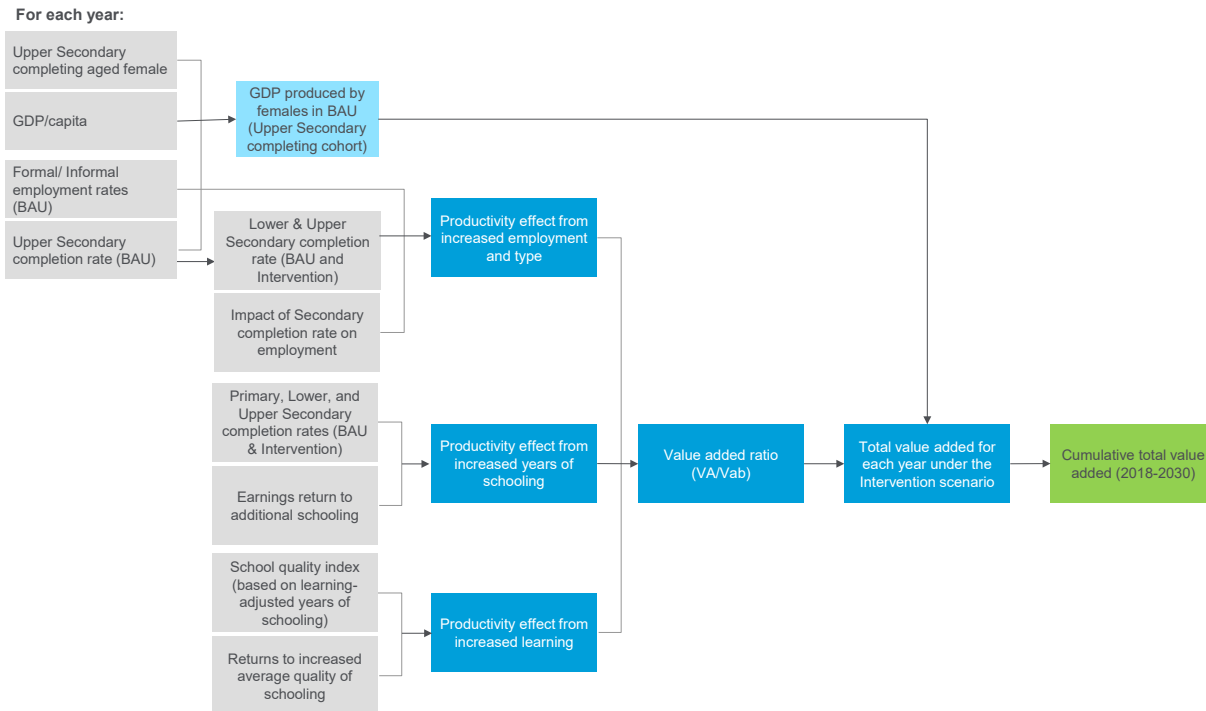 For each year:
Upper Secondary
completing aged female
GDP/capita
Formal/ Informal
employment rates
(BAU)
Upper Secondary
completion rate (BAU)
GDP produced by
females in BAU
(Upper Secondary
completing cohort)
Lower & Upper
Secondary completion
rate (BAU and
Intervention)
Impact of Secondary
completion rate on
employment
Primary, Lower, and
Upper Secondary
completion rates (BAU
& Intervention)
Earnings return to
additional schooling
School quality index
(based on learning-
adjusted years of
schooling)
Returns to increased
average quality of
schooling
Productivity effect from
increased employment
and type
Productivity effect from
increased years of
schooling
Productivity effect from
increased learning
Value added ratio
(VA/Vab)
Total value added for
each year under the
Intervention scenario
Cumulative total value
added (2018-2030)